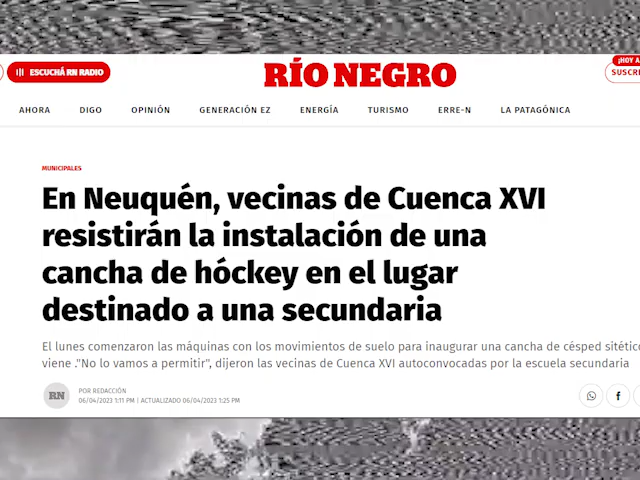 ESCUCHÁ RN RADIO
RÍO NEGRO
¡HOY A
SUSCRI
AHORA DIGO OPINIÓN GENERACIÓN EZ ENERGÍA TURISMO ERRE-N LA PATAGÓNICA
MUNICIPALES
En Neuquén, vecinas de Cuenca XVI
resistirán la instalación de una
cancha de hóckey en el lugar
destinado a una secundaria
El lunes comenzaron las máquinas con los movimientos de suelo para inaugurar una cancha de césped sitétic
viene ."No lo vamos a permitir", dijeron las vecinas de Cuenca XVI autoconvocadas por la escuela secundaria
RN
POR REDACCIÓN
06/04/2023 1:11 PM | ACTUALIZADO 06/04/2023 1:25 PM